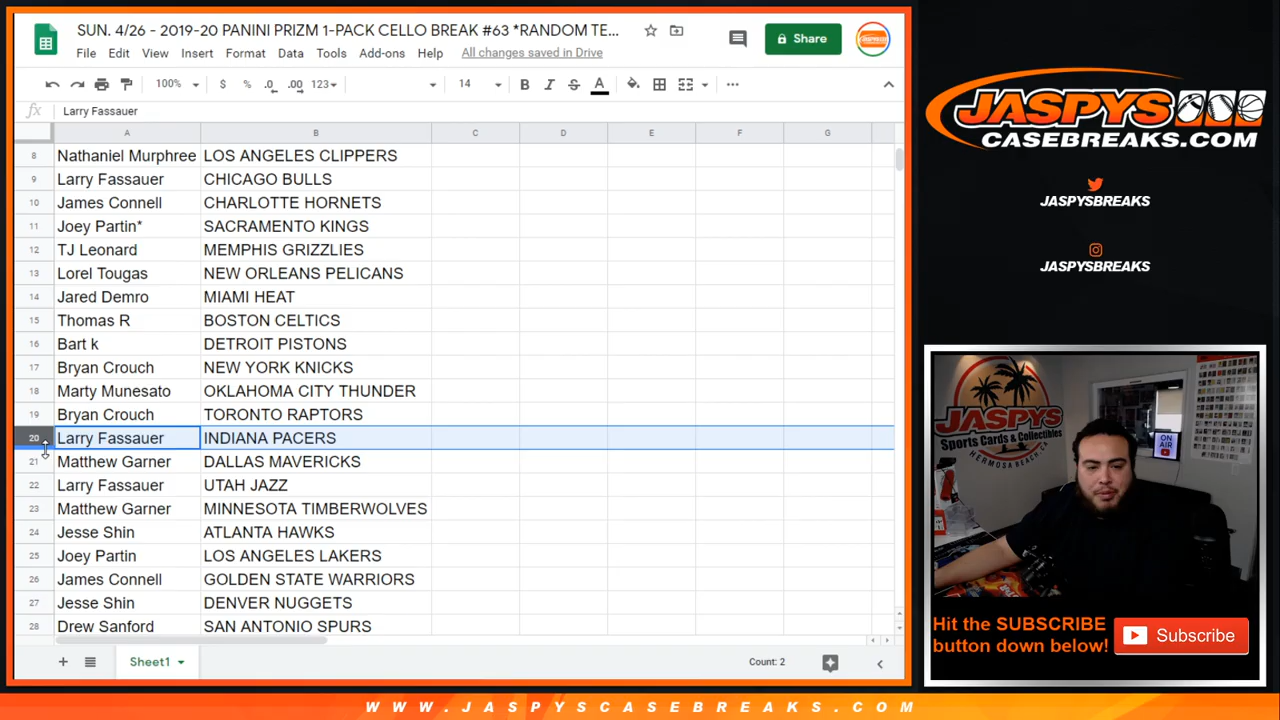 SUN. 4/26 - 2019-20 PANINI PRIZM 1-PACK CELLO BREAK #63 *RANDOM TE...
File Edit View Insert Format Data Tools Add-ons Help All changes saved in Drive
Share
100% $ % .0 .00 123 14 B I S A
fx Larry Fassauer
A B C D E F G
8 Nathaniel Murphree LOS ANGELES CLIPPERS
9 Larry Fassauer CHICAGO BULLS
10 James Connell CHARLOTTE HORNETS
11 Joey Partin* SACRAMENTO KINGS
12 TJ Leonard MEMPHIS GRIZZLIES
13 Lorel Tougas NEW ORLEANS PELICANS
14 Jared Demro MIAMI HEAT
15 Thomas R BOSTON CELTICS
16 Bart k DETROIT PISTONS
17 Bryan Crouch NEW YORK KNICKS
18 Marty Munesato OKLAHOMA CITY THUNDER
19 Bryan Crouch TORONTO RAPTORS
20 Larry Fassauer INDIANA PACERS
21 Matthew Garner DALLAS MAVERICKS
22 Larry Fassauer UTAH JAZZ
23 Matthew Garner MINNESOTA TIMBERWOLVES
24 Jesse Shin ATLANTA HAWKS
25 Joey Partin LOS ANGELES LAKERS
26 James Connell GOLDEN STATE WARRIORS
27 Jesse Shin DENVER NUGGETS
28 Drew Sanford SAN ANTONIO SPURS
Sheet1
Count: 2
JASPYS
CASEBREAKS.COM
JASPYSBREAKS
JASPYSBREAKS
JASPYS
Sports Cards & Collectibles
HERMOSA BEACH, CA
ON AIR
Hit the SUBSCRIBE
button down below!
Subscribe
WWW.JASPYSCASEBREAKS.COM